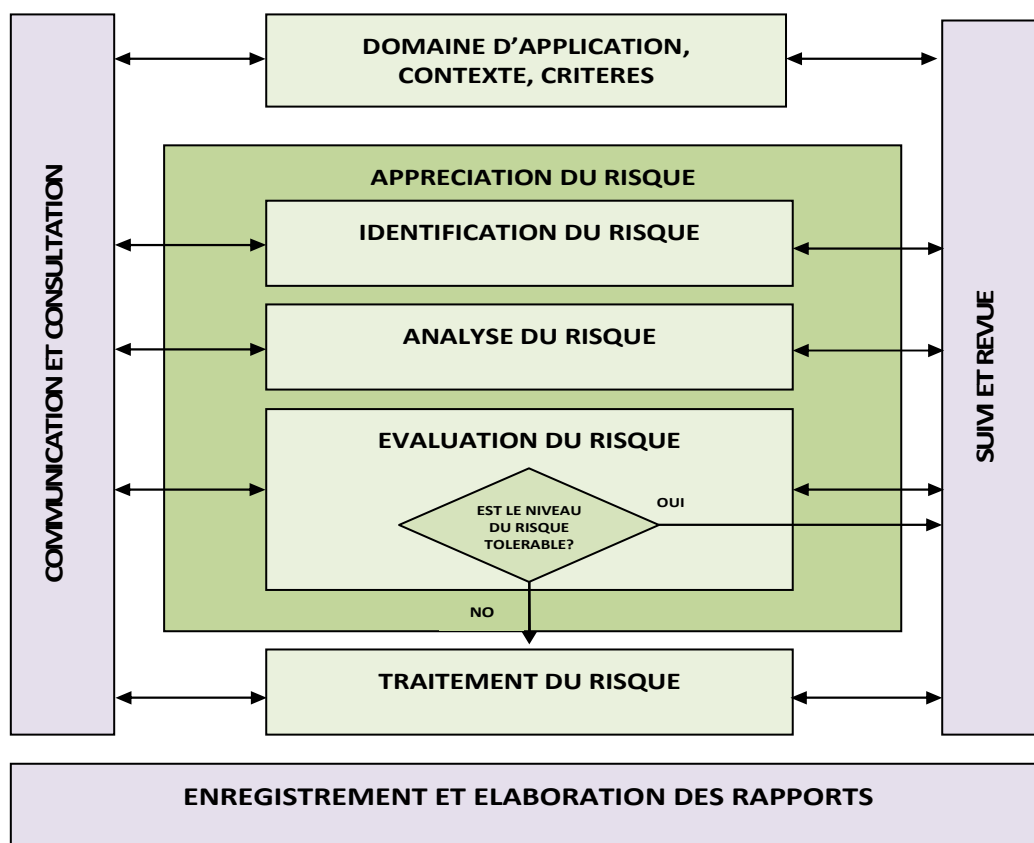 DOMAINE D’APPLICATION,
CONTEXTE, CRITERES
COMMUNICATION ET CONSULTATION
APPRECIATION DU RISQUE
IDENTIFICATION DU RISQUE
ANALYSE DU RISQUE
EVALUATION DU RISQUE
EST LE NIVEAU
DU RISQUE
TOLERABLE?
OUI
NO
SUIVI ET REVUE
TRAITEMENT DU RISQUE
ENREGISTREMENT ET ELABORATION DES RAPPORTS